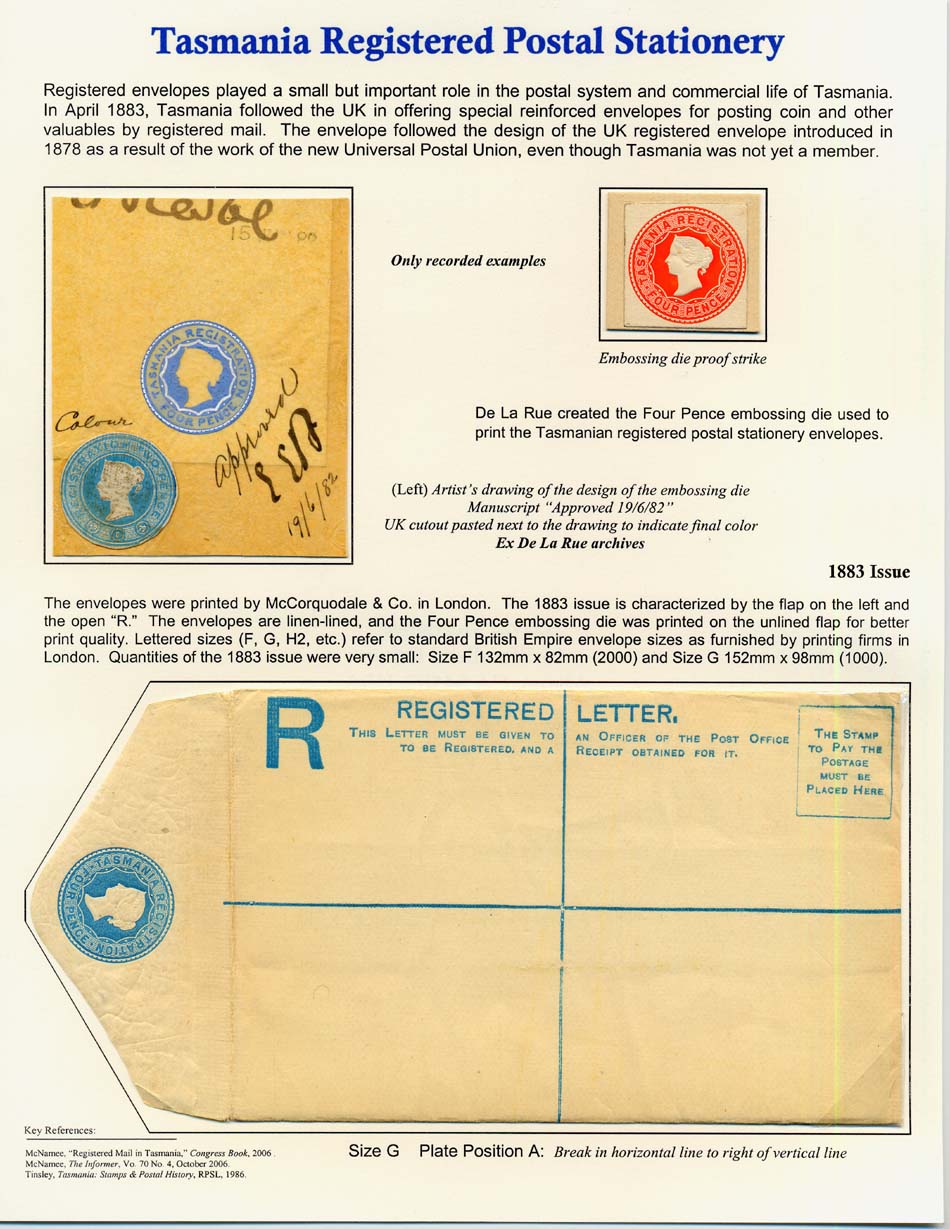 Tasmania Registered Postal Stationery
Registered envelopes played a small but important role in the postal system and commercial life of Tasmania.
In April 1883, Tasmania followed the UK in offering special reinforced envelopes for posting coin and other
valuables by registered mail. The envelope followed the design of the UK registered envelope introduced in
1878 as a result of the work of the new Universal Postal Union, even though Tasmania was not yet a member.
15
TASMANIA REGISTRATION
FOUR PENCE
Colour
REGISTRATION TWO PENCE
Approved
19/6/82
Only recorded examples
TASMANIA REGISTRATION
FOUR PENCE
Embossing die proof strike
De La Rue created the Four Pence embossing die used to
print the Tasmanian registered postal stationery envelopes.
(Left) Artist's drawing of the design of the embossing die
Manuscript "Approved 19/6/82"
UK cutout pasted next to the drawing to indicate final color
Ex De La Rue archives
1883 Issue
The envelopes were printed by McCorquodale & Co. in London. The 1883 issue is characterized by the flap on the left and
the open "R." The envelopes are linen-lined, and the Four Pence embossing die was printed on the unlined flap for better
print quality. Lettered sizes (F, G, H2, etc.) refer to standard British Empire envelope sizes as furnished by printing firms in
London. Quantities of the 1883 issue were very small: Size F 132mm x 82mm (2000) and Size G 152mm x 98mm (1000).
R
REGISTERED LETTER.
THIS LETTER MUST BE GIVEN TO AN OFFICER OF THE POST OFFICE
TO BE REGISTERED, AND A RECEIPT OBTAINED FOR IT.
THE STAMP
TO PAY THE
POSTAGE
MUST BE
PLACED HERE
TASMANIA REGISTRATION
FOUR PENCE
Key References:
McNamee, "Registered Mail in Tasmania," Congress Book, 2006 .
McNamee, The Informer, Vo. 70 No. 4, October 2006.
Tinsley, Tasmania: Stamps & Postal History, RPSL, 1986.
Size G Plate Position A: Break in horizontal line to right of vertical line